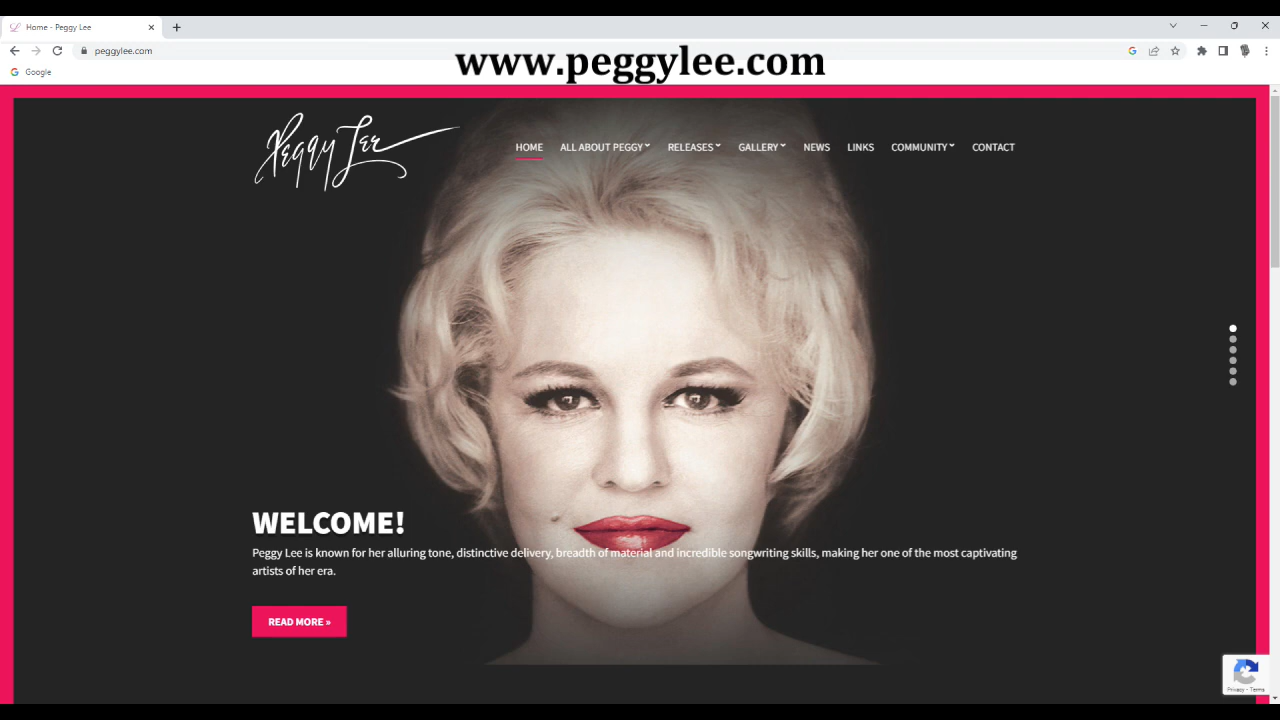 Home - Peggy Lee
peggylee.com
www.peggylee.com
Google
Peggy Lee
HOME ALL ABOUT PEGGY RELEASES GALLERY NEWS LINKS COMMUNITY CONTACT
WELCOME!
Peggy Lee is known for her alluring tone, distinctive delivery, breadth of material and incredible songwriting skills, making her one of the most captivating
artists of her era.
READ MORE »
Privacy - Terms